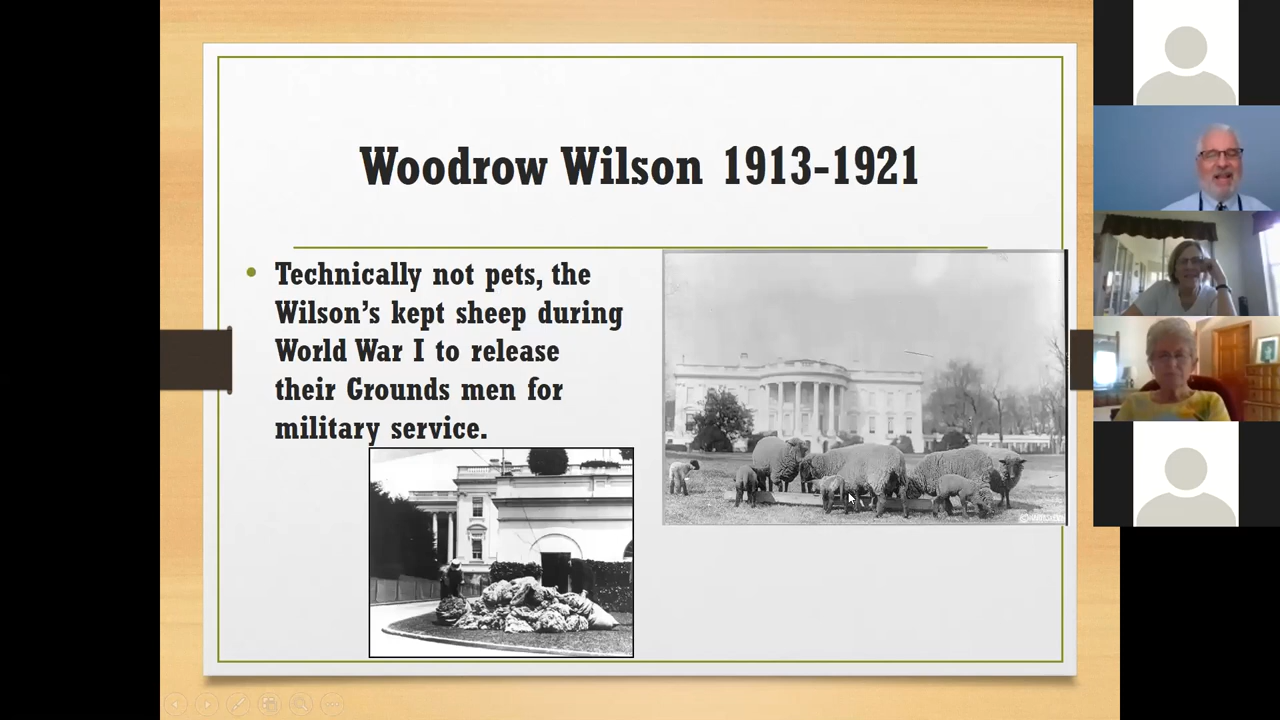 Woodrow Wilson 1913-1921
Technically not pets, the
Wilson's kept sheep during
World War I to release
their Grounds men for
military service.